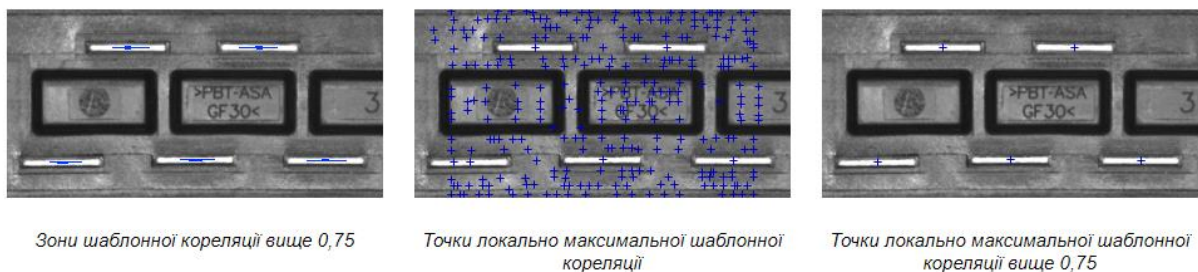 >PBT-ASA
GF30<
3
>PBT-ASA
GF30<
3
>PBT-ASA
GF30<
3
Зони шаблонної кореляції вище 0,75
Точки локально максимальної шаблонної
кореляції
Точки локально максимальної шаблонної
кореляції вище 0,75